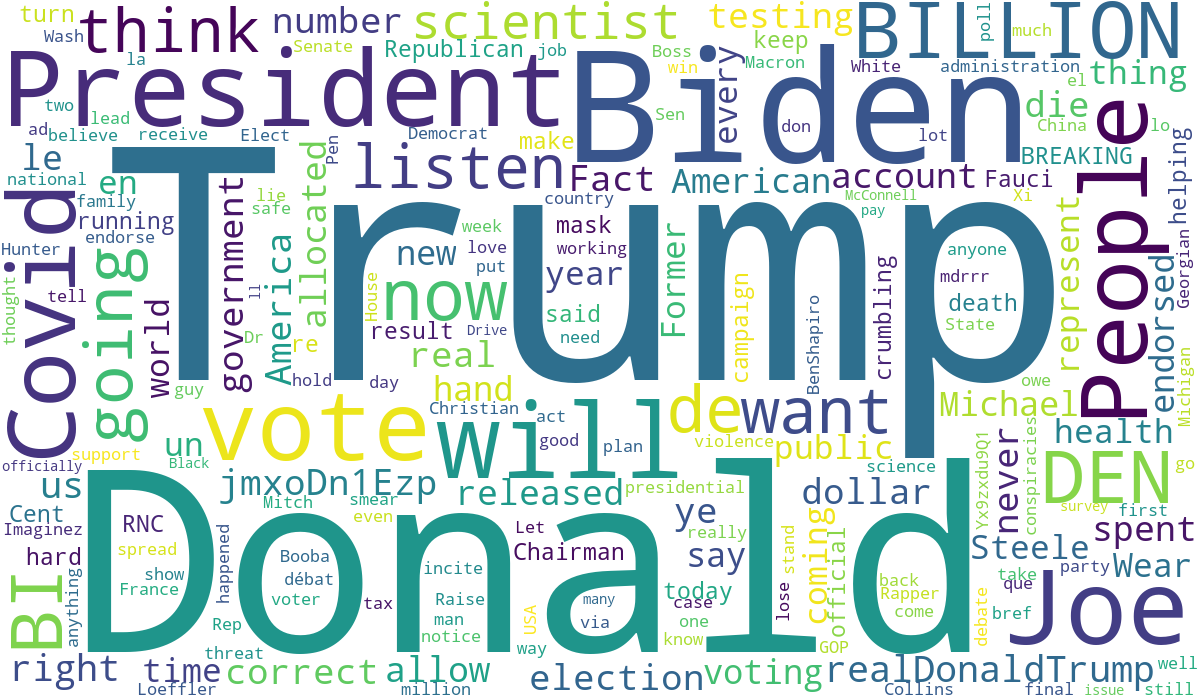 turn think number scientist testing BILLION poll much
Wash la Senate Republican job Boss keep Macron White administration thing
President Biden every win el
two lead Sen don lot die China lo
ad believe receive Elect Democrat make BREAKING
le Pen listen Fact American account Fauci People
national en allocated lie safe country McConnell pay Xi represent helping
Covid family running government week mask love working new year anyone
Hunter endorse Trump put Former crumbling mdrrr Georgian
thought tell going world America ll House now said death endorsed
Dr re result Drive need campaign BenShapiro State
real hold day guy owe Michigan
vote hand Christian act good plan de want Michael
will violence public health
officially support un Black science DEN go
us jmxoDn1Ezp released presidential dollar never conspiracies Yx9zxdu9Q1 survey first
Cent Mitch smear even ye really
Imaginez RNC Donald Let Chairman say stand coming official Steele spent
hard spread Booba Wear
BI show débat incite today back take party
France happened voter tax Raise many case lose Rapper que Joe
anything Rep man notice USA via one come debate bref
threat way know GOP
right time correct allow election voting realDonaldTrump well
Loeffler million Collins final issue still